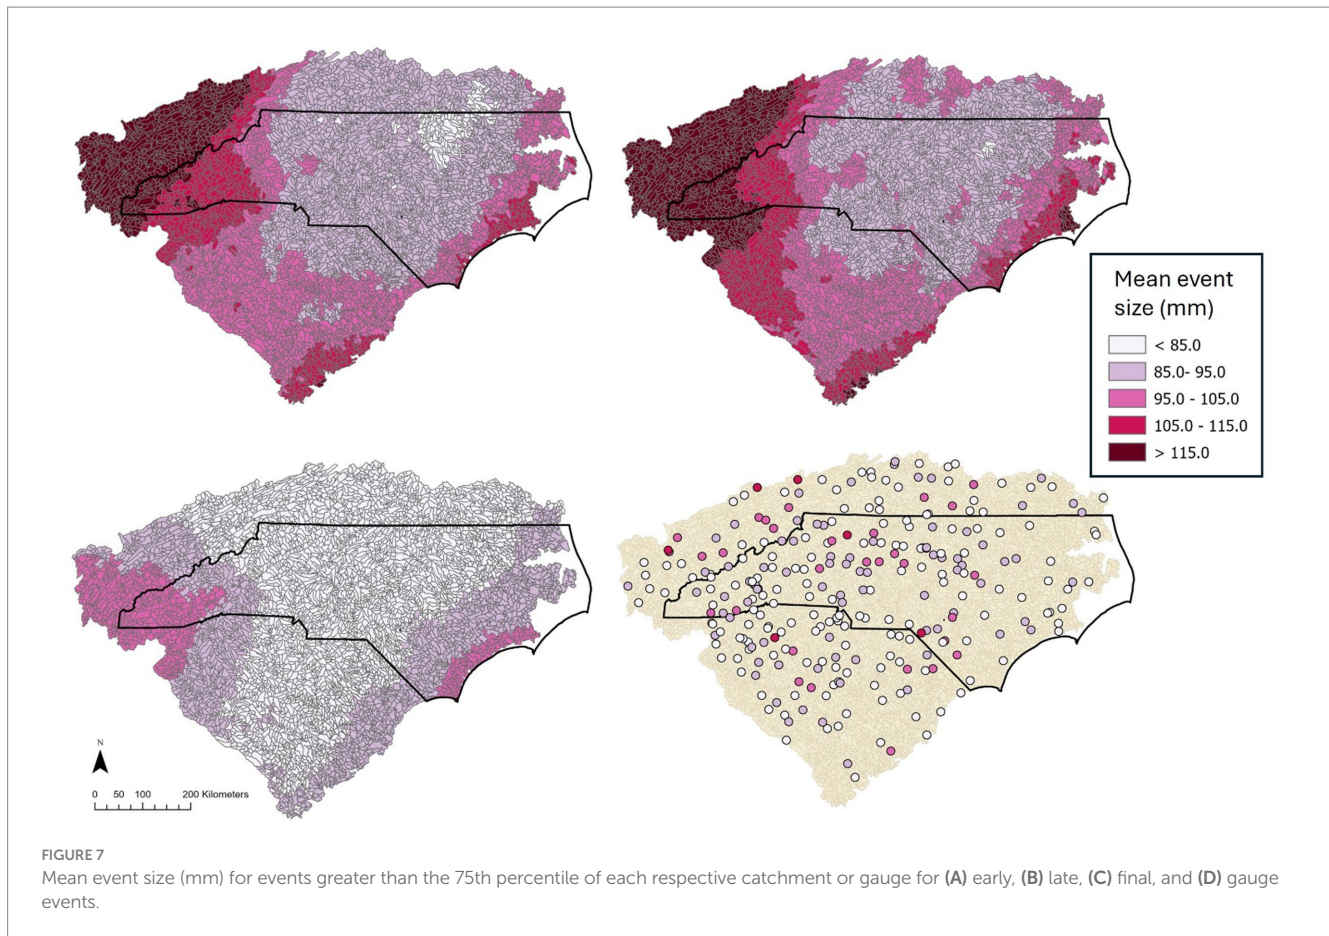 Mean event
size (mm)
< 85.0
85.0- 95.0
95.0 - 105.0
105.0 - 115.0
> 115.0
N
0 50 100 200 Kilometers
FIGURE 7
Mean event size (mm) for events greater than the 75th percentile of each respective catchment or gauge for (A) early, (B) late, (C) final, and (D) gauge
events.